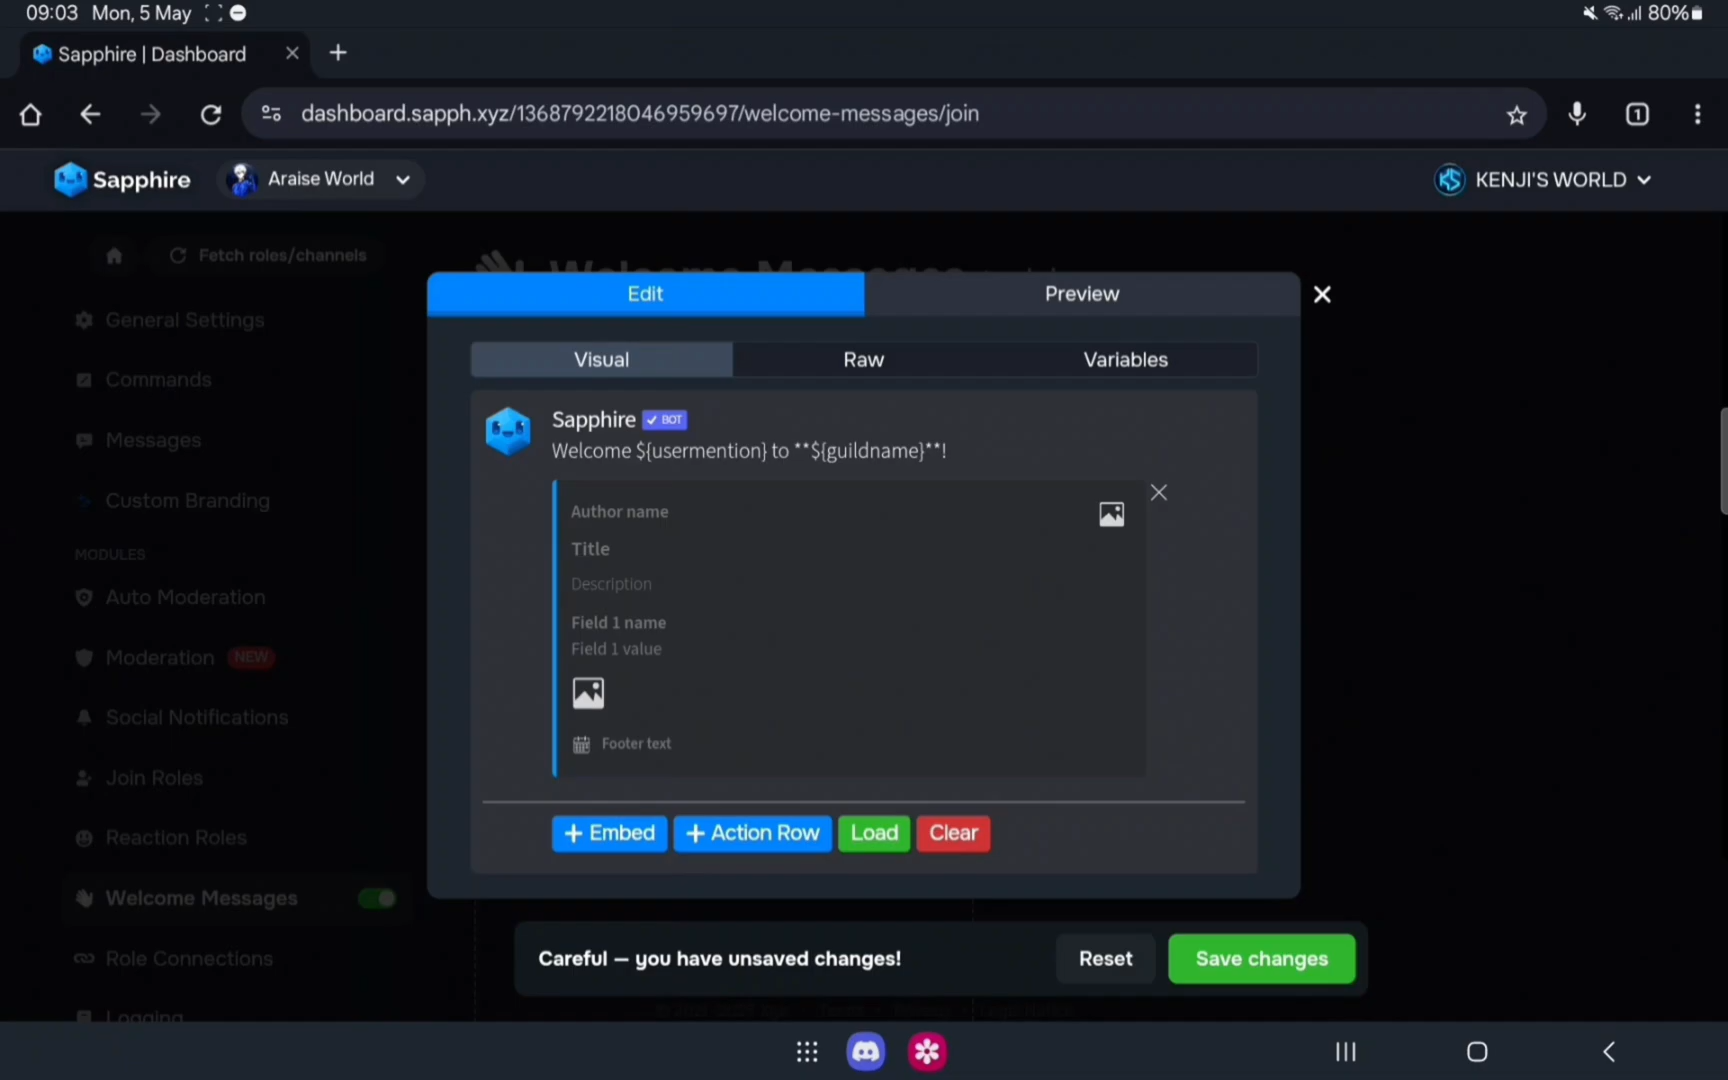 09:03 Mon, 5 May
80%
Sapphire | Dashboard
dashboard.sapph.xyz/1368792218046959697/welcome-messages/join
1
Sapphire
Araise World
KENJI'S WORLD
Fetch roles/channels
Welcome Messages
General Settings
Commands
Messages
Custom Branding
MODULES
Auto Moderation
Moderation NEW
Social Notifications
Join Roles
Reaction Roles
Welcome Messages
Role Connections
Logging
Edit
Preview
Visual
Raw
Variables
Sapphire BOT
Welcome ${usermention} to **${guildname}**!
Author name
Title
Description
Field 1 name
Field 1 value
Footer text
+ Embed
+ Action Row
Load
Clear
Careful — you have unsaved changes!
Reset
Save changes